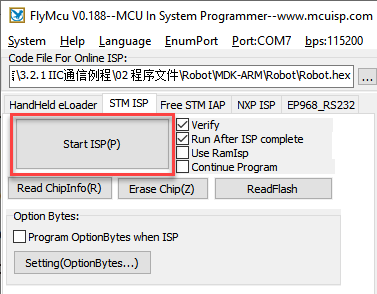 FlyMcu V0.188--MCU In System Programmer--www.mcuisp.com
System Help Language EnumPort Port:COM7 bps:115200
Code File For Online ISP:
\3.2.1 IIC通信例程\02 程序文件\Robot\MDK-ARM\Robot\Robot.hex ...
HandHeld eLoader STM ISP Free STM IAP NXP ISP EP968_RS232
Start ISP(P)
Verify
Run After ISP complete
Use RamIsp
Continue Program
Read ChipInfo(R) Erase Chip(Z) ReadFlash
Option Bytes:
Program OptionBytes when ISP
Setting(OptionBytes...)